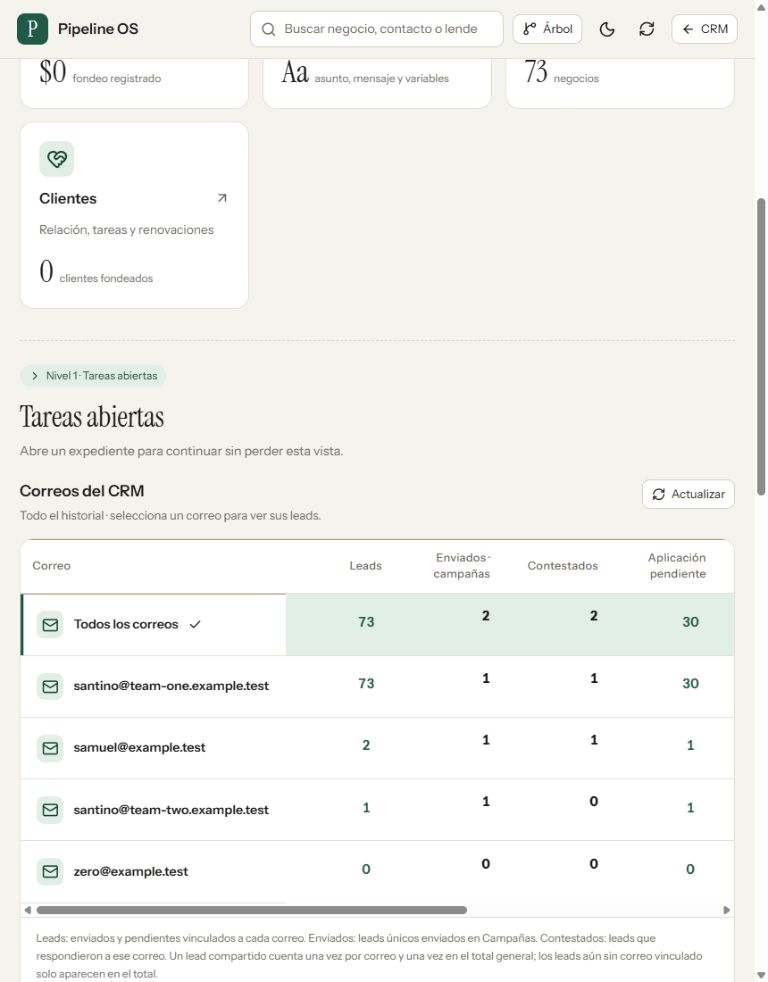 P Pipeline OS
Buscar negocio, contacto o lende
Árbol
CRM
$0 fondeo registrado
Aa asunto, mensaje y variables
73 negocios
Clientes
Relación, tareas y renovaciones
0 clientes fondeados
Nivel 1 · Tareas abiertas
Tareas abiertas
Abre un expediente para continuar sin perder esta vista.
Correos del CRM
Actualizar
Todo el historial · selecciona un correo para ver sus leads.
Correo Leads Enviados · campañas Contestados Aplicación pendiente
Todos los correos 73 2 2 30
santino@team-one.example.test 73 1 1 30
samuel@example.test 2 1 1 1
santino@team-two.example.test 1 1 0 1
zero@example.test 0 0 0 0
Leads: enviados y pendientes vinculados a cada correo. Enviados: leads únicos enviados en Campañas. Contestados: leads que
respondieron a ese correo. Un lead compartido cuenta una vez por correo y una vez en el total general; los leads aún sin correo vinculado
solo aparecen en el total.